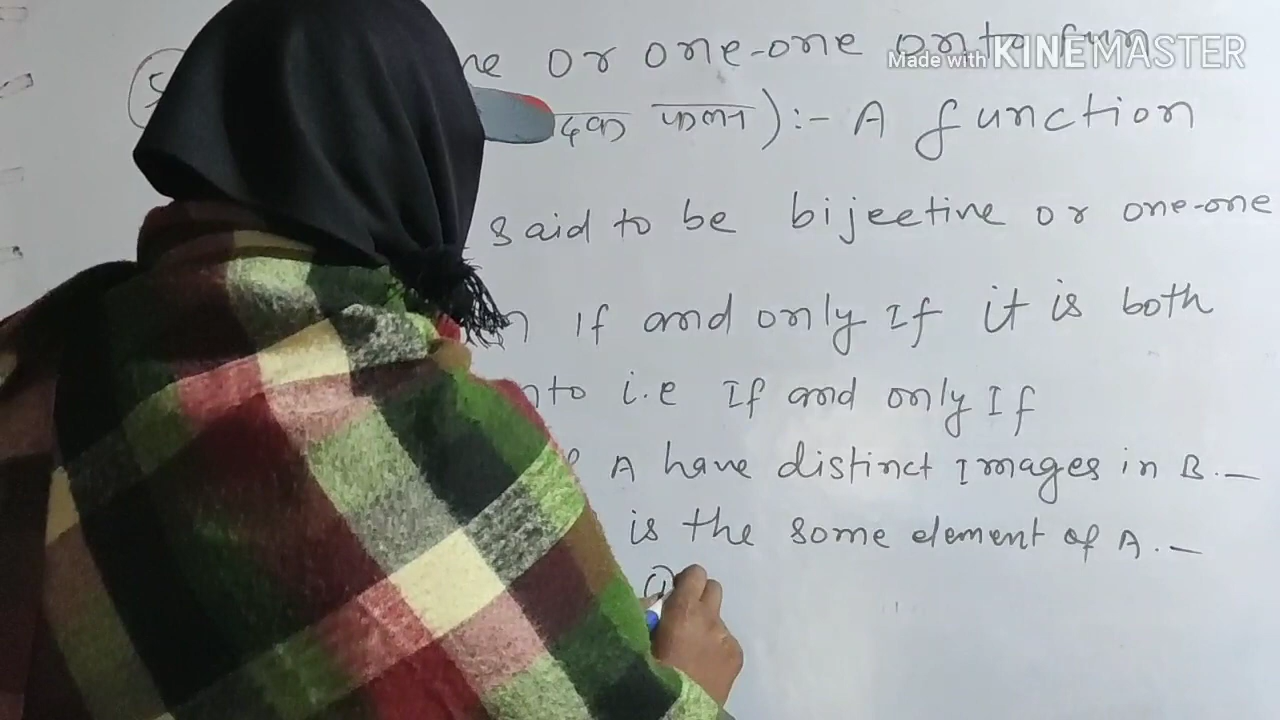 ne or one-one onto fun
Made with KINEMASTER
फलन ) :- A function
said to be bijective or one-one
n If and only If it is both
nto i.e If and only If
A have distinct Images in B. —
is the some element of A. —